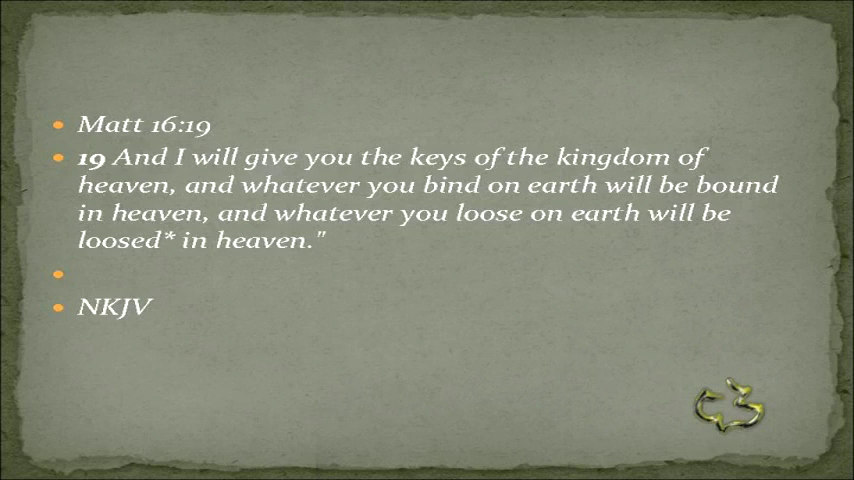 Matt 16:19
19 And I will give you the keys of the kingdom of
heaven, and whatever you bind on earth will be bound
in heaven, and whatever you loose on earth will be
loosed* in heaven."
NKJV